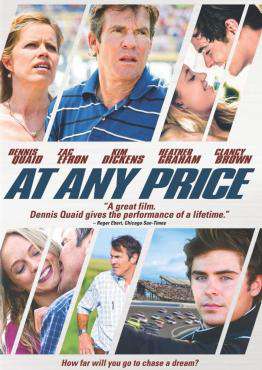 DENNIS QUAID
ZAC EFRON
KIM DICKENS
HEATHER GRAHAM
CLANCY BROWN
AT ANY PRICE
"A great film.
Dennis Quaid gives the performance of a lifetime."
– Roger Ebert, Chicago Sun-Times
How far will you go to chase a dream?